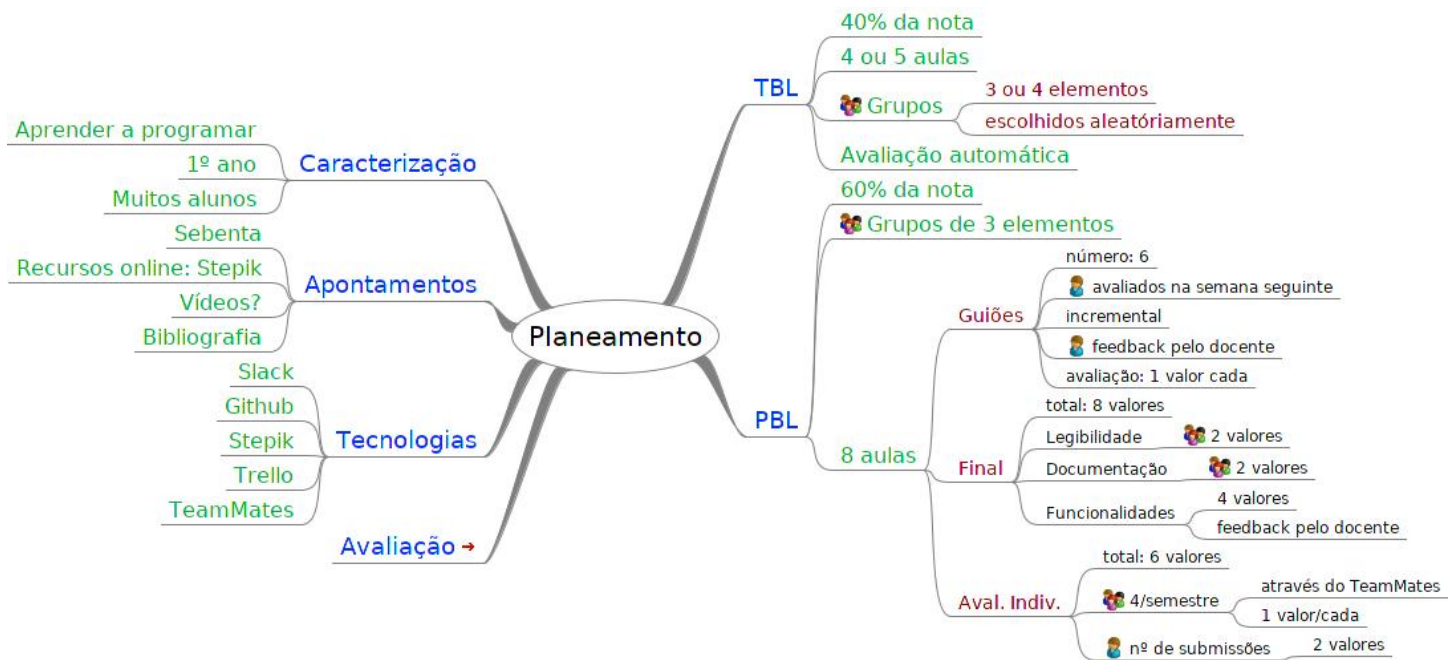 Planeamento
Caracterização
Aprender a programar
1º ano
Muitos alunos
Apontamentos
Sebenta
Recursos online: Stepik
Vídeos?
Bibliografia
Tecnologias
Slack
Github
Stepik
Trello
TeamMates
Avaliação
TBL
40% da nota
4 ou 5 aulas
Grupos
3 ou 4 elementos
escolhidos aleatóriamente
Avaliação automática
PBL
60% da nota
Grupos de 3 elementos
8 aulas
Guiões
número: 6
avaliados na semana seguinte
incremental
feedback pelo docente
avaliação: 1 valor cada
Final
total: 8 valores
Legibilidade
2 valores
Documentação
2 valores
Funcionalidades
4 valores
feedback pelo docente
Aval. Indiv.
total: 6 valores
4/semestre
através do TeamMates
1 valor/cada
nº de submissões
2 valores